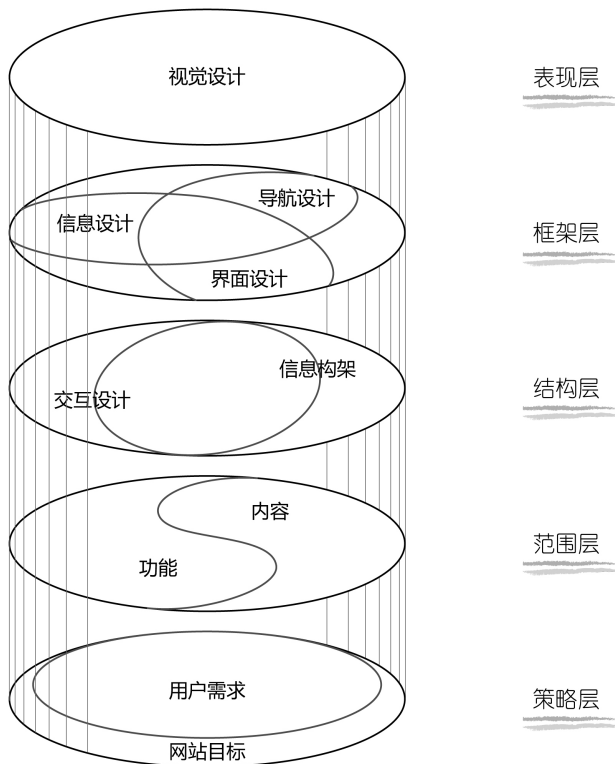 视觉设计
表现层
导航设计
信息设计
框架层
界面设计
信息构架
结构层
交互设计
内容
范围层
功能
用户需求
策略层
网站目标